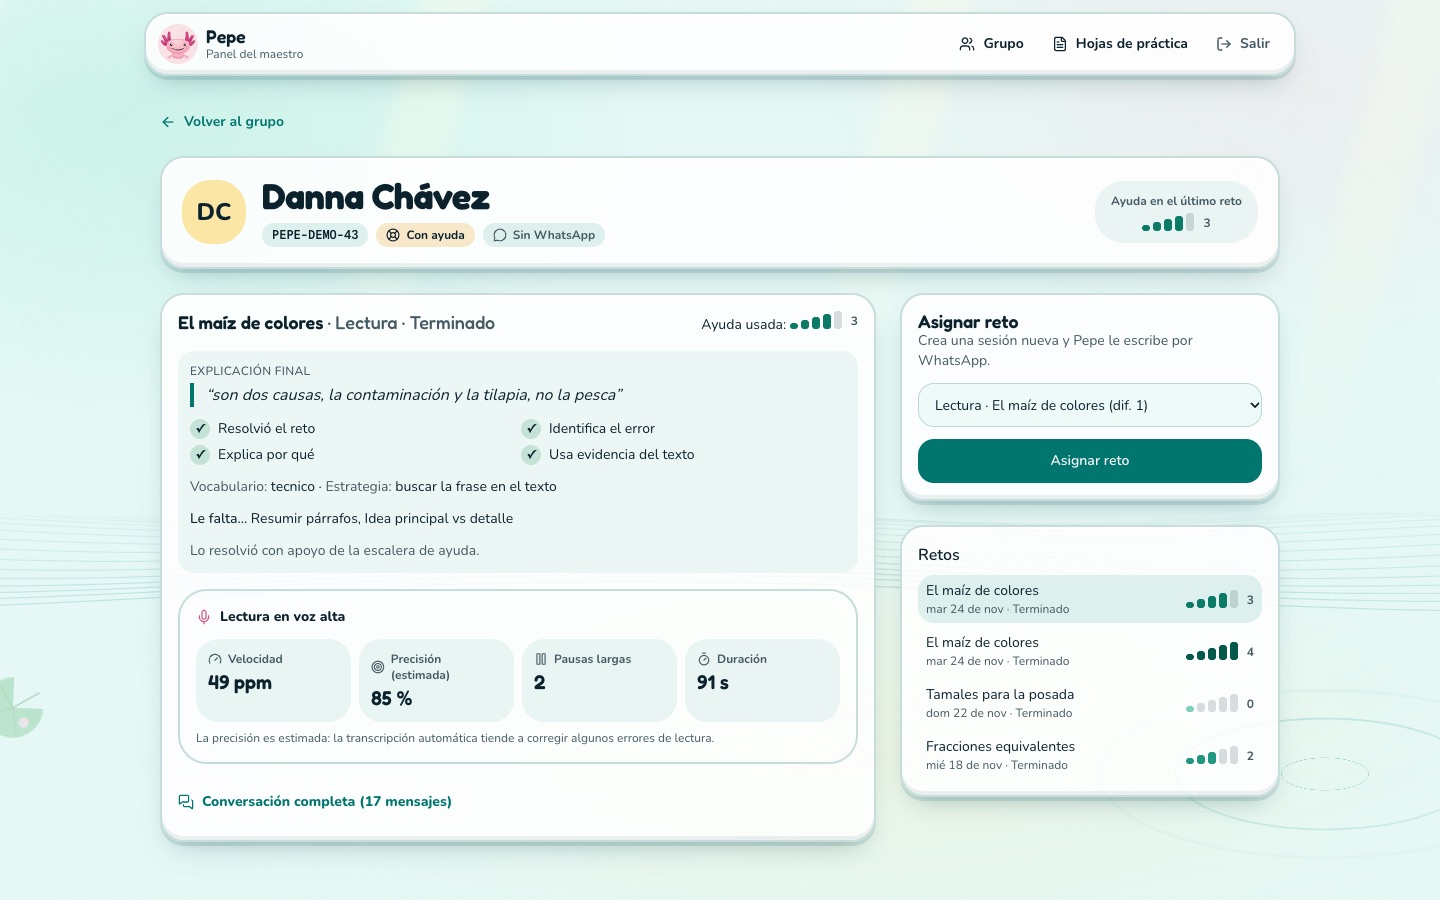 Pepe
Panel del maestro
Grupo
Hojas de práctica
Salir
Volver al grupo
DC
Danna Chávez
PEPE-DEMO-43
Con ayuda
Sin WhatsApp
Ayuda en el último reto
3
El maíz de colores · Lectura · Terminado
Ayuda usada: 3
EXPLICACIÓN FINAL
“son dos causas, la contaminación y la tilapia, no la pesca”
✓ Resolvió el reto
✓ Identifica el error
✓ Explica por qué
✓ Usa evidencia del texto
Vocabulario: tecnico · Estrategia: buscar la frase en el texto
Le falta... Resumir párrafos, Idea principal vs detalle
Lo resolvió con apoyo de la escalera de ayuda.
Lectura en voz alta
Velocidad
49 ppm
Precisión
(estimada)
85 %
Pausas largas
2
Duración
91 s
La precisión es estimada: la transcripción automática tiende a corregir algunos errores de lectura.
Conversación completa (17 mensajes)
Asignar reto
Crea una sesión nueva y Pepe le escribe por
WhatsApp.
Lectura · El maíz de colores (dif. 1)
Asignar reto
Retos
El maíz de colores
mar 24 de nov · Terminado
3
El maíz de colores
mar 24 de nov · Terminado
4
Tamales para la posada
dom 22 de nov · Terminado
0
Fracciones equivalentes
mié 18 de nov · Terminado
2